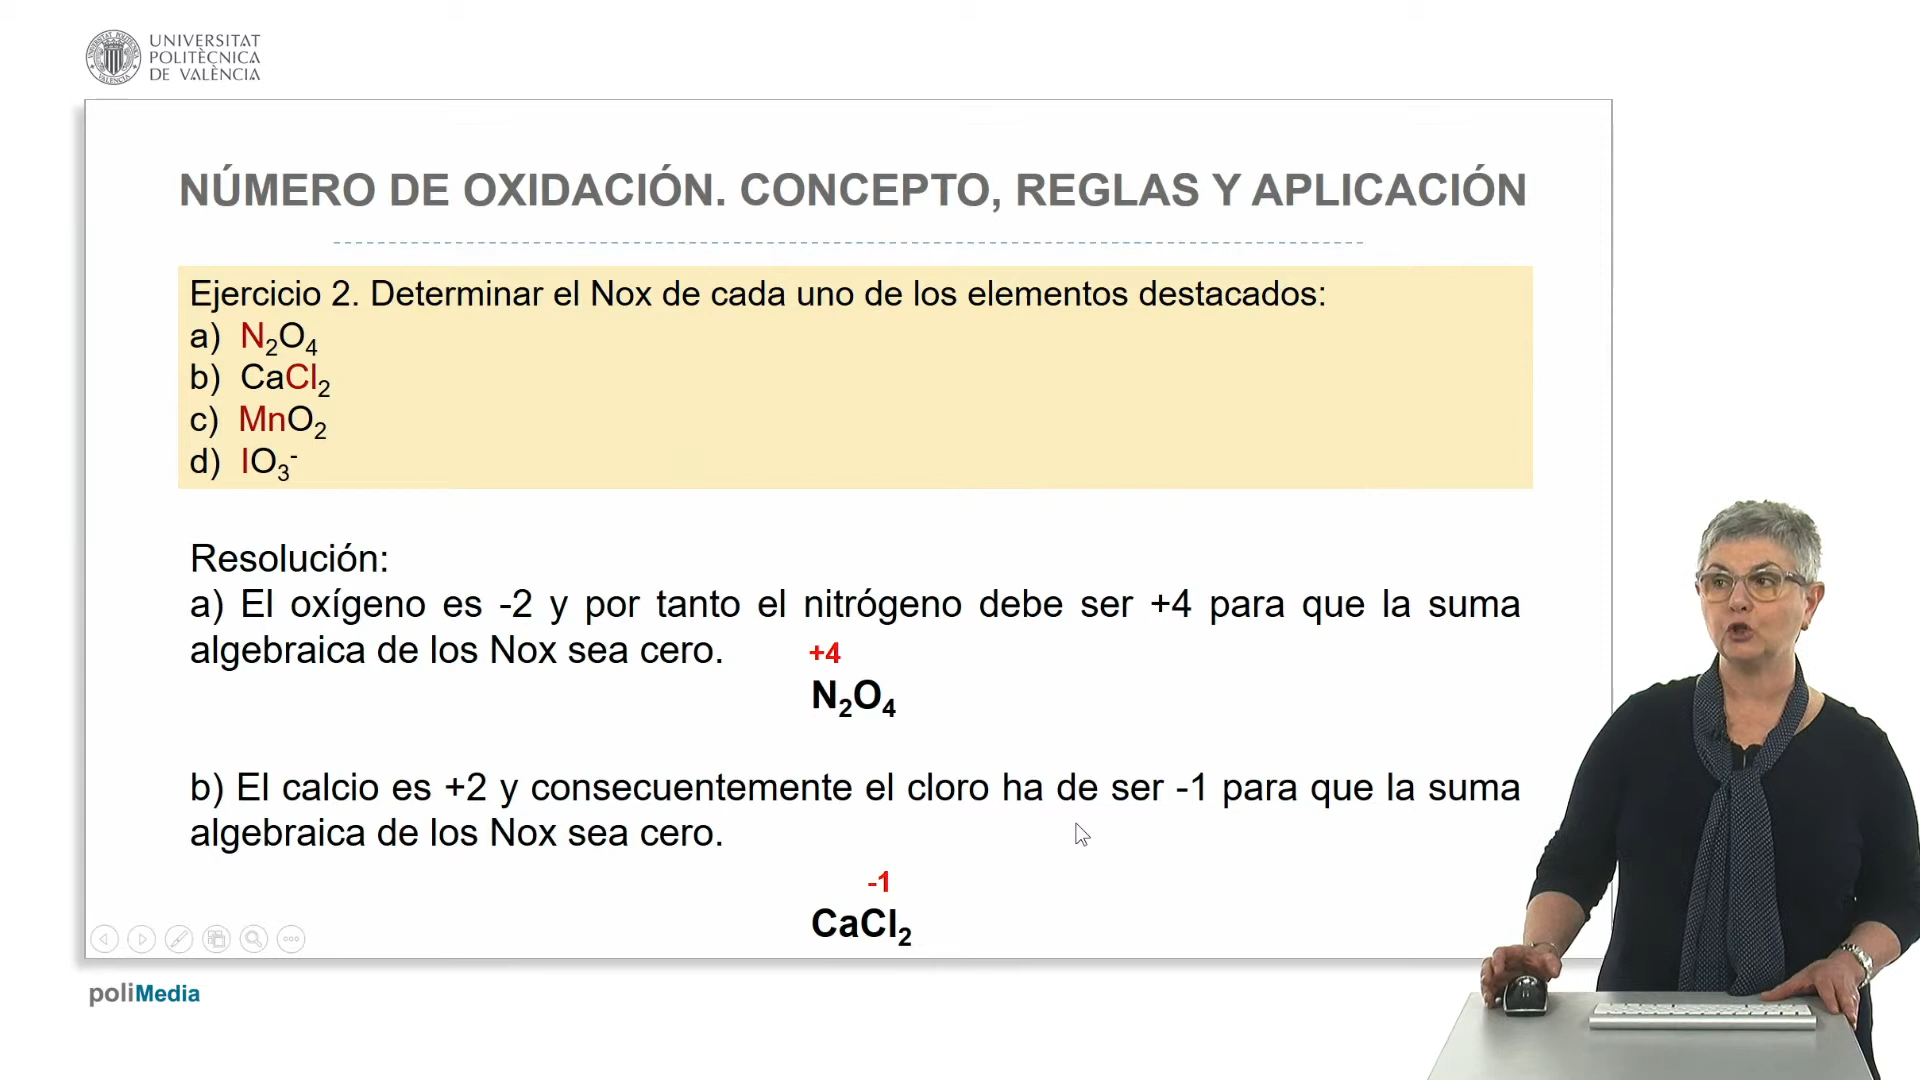 UNIVERSITAT
POLITÈCNICA
DE VALÈNCIA
NÚMERO DE OXIDACIÓN. CONCEPTO, REGLAS Y APLICACIÓN
Ejercicio 2. Determinar el Nox de cada uno de los elementos destacados:
a) N₂O₄
b) CaCl₂
c) MnO₂
d) IO₃⁻
Resolución:
a) El oxígeno es -2 y por tanto el nitrógeno debe ser +4 para que la suma
algebraica de los Nox sea cero.
+4
N₂O₄
b) El calcio es +2 y consecuentemente el cloro ha de ser -1 para que la suma
algebraica de los Nox sea cero.
-1
CaCl₂
poliMedia